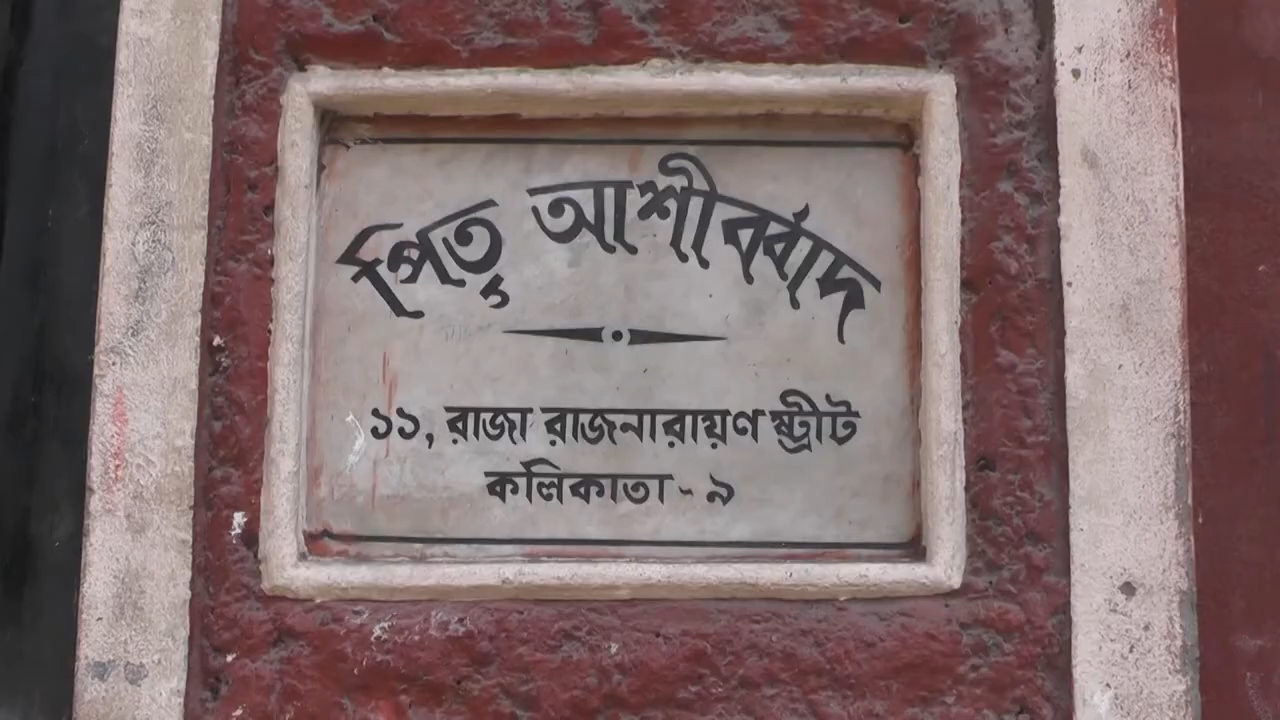 পিতৃ আশীর্বাদ
১১, রাজা রাজনারায়ণ ষ্ট্রীট
কলিকাতা - ৯